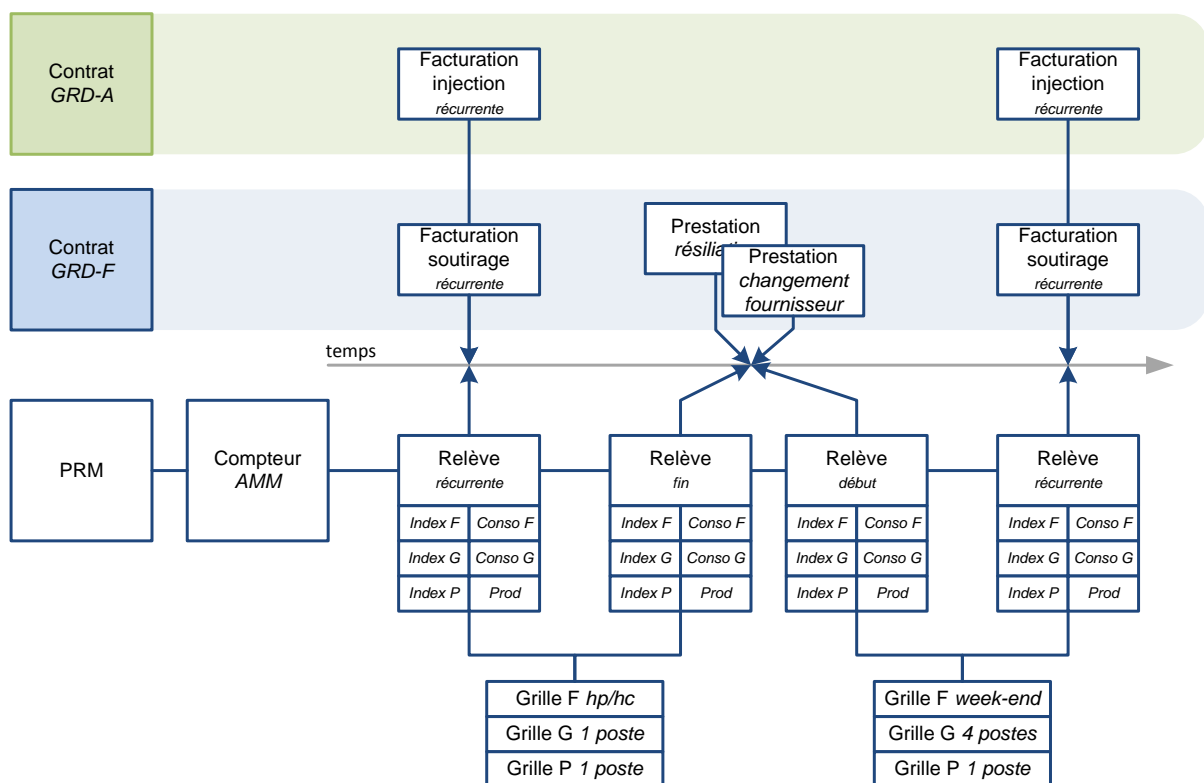 Contrat
GRD-A
Facturation
injection
récurrente
Facturation
injection
récurrente
Contrat
GRD-F
Facturation
soutirage
récurrente
Prestation
Prestation
changement
fournisseur
Facturation
soutirage
récurrente
temps
PRM
Compteur
AMM
Relève
récurrente
Index F Conso F
Index G Conso G
Index P Prod
Relève
fin
Index F Conso F
Index G Conso G
Index P Prod
Relève
début
Index F Conso F
Index G Conso G
Index P Prod
Relève
récurrente
Index F Conso F
Index G Conso G
Index P Prod
Grille F hp/hc
Grille G 1 poste
Grille P 1 poste
Grille F week-end
Grille G 4 postes
Grille P 1 poste